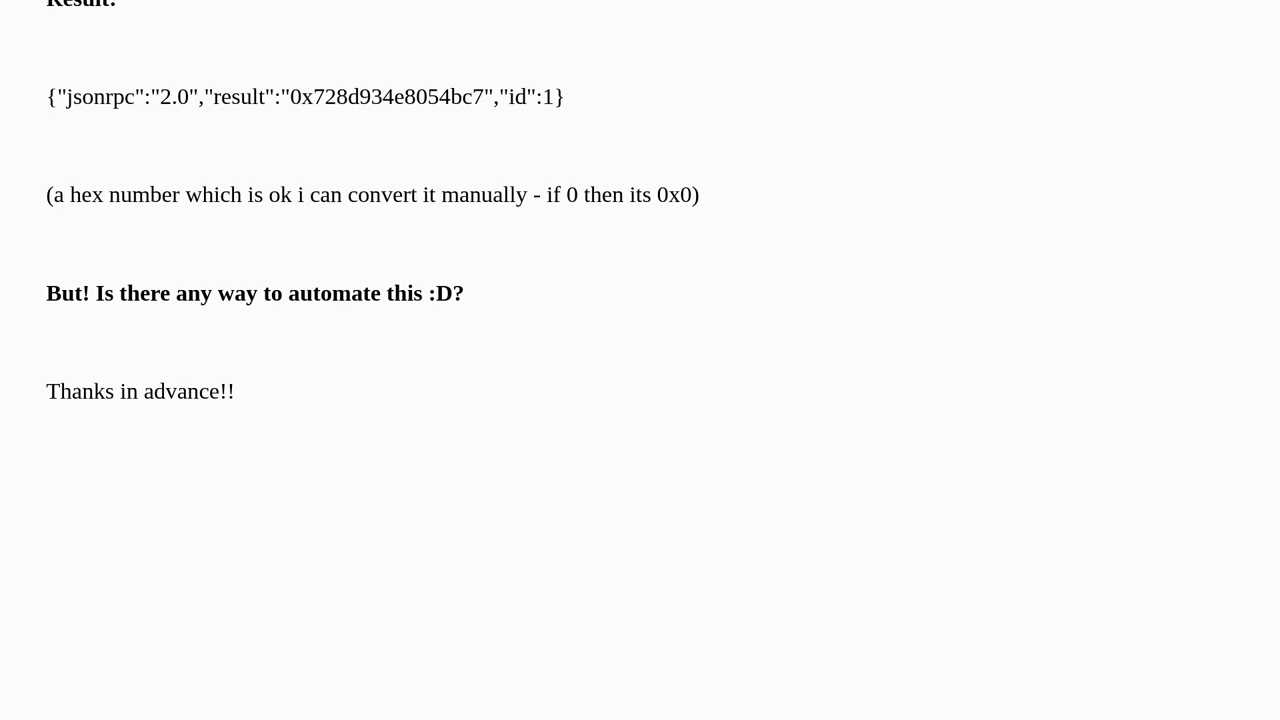 Result:
{"jsonrpc":"2.0","result":"0x728d934e8054bc7","id":1}
(a hex number which is ok i can convert it manually - if 0 then its 0x0)
But! Is there any way to automate this :D?
Thanks in advance!!